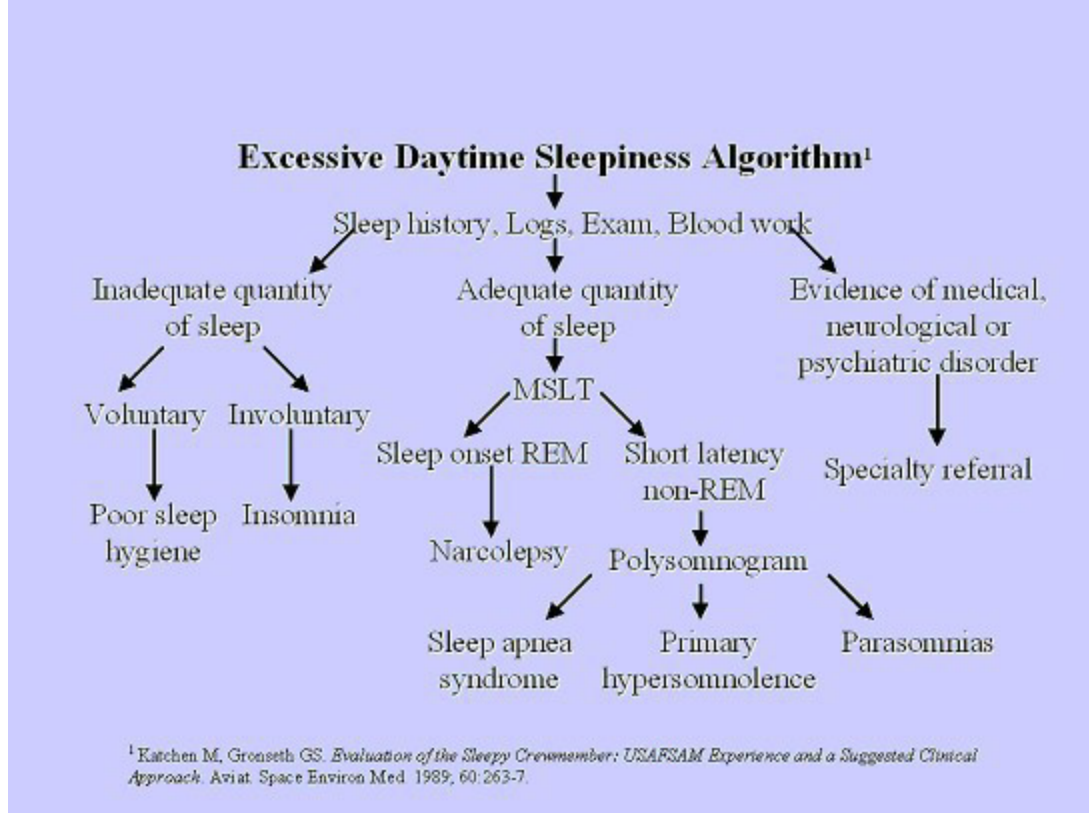 Excessive Daytime Sleepiness Algorithm¹
Sleep history, Logs, Exam, Blood work
Inadequate quantity
of sleep
Adequate quantity
of sleep
Evidence of medical,
neurological or
psychiatric disorder
MSLT
Voluntary
Involuntary
Sleep onset REM
Short latency
non-REM
Specialty referral
Poor sleep
hygiene
Insomnia
Narcolepsy
Polysomnogram
Sleep apnea
syndrome
Primary
hypersomnolence
Parasomnias
¹ Katchen M, Gronseth GS. Evaluation of the Sleepy Crewmember: USAFSAM Experience and a Suggested Clinical
Approach. Aviat. Space Environ Med. 1989; 60:263-7.